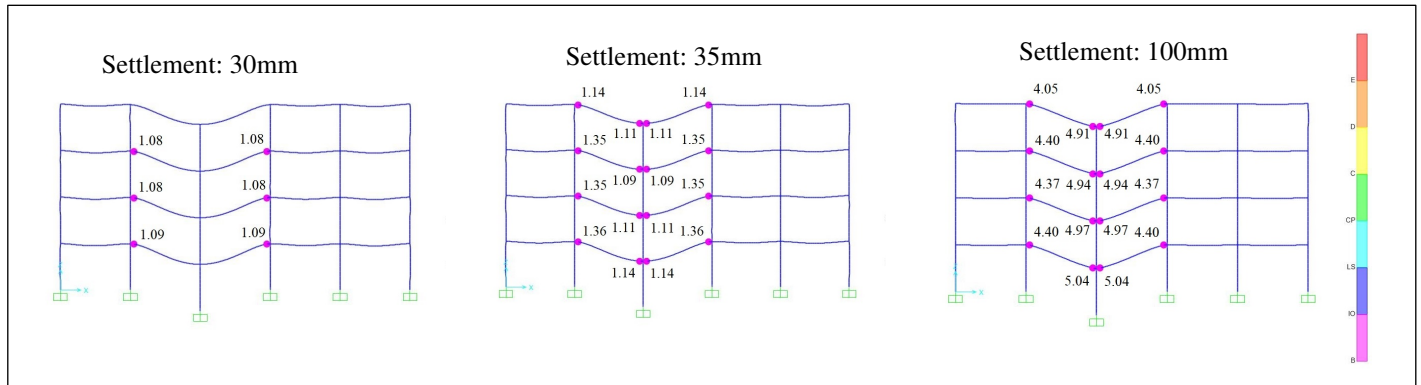 Settlement: 30mm
1.08 1.08
1.08 1.08
1.09 1.09
X
Settlement: 35mm
1.14 1.14
1.11 1.11
1.35 1.35
1.09 1.09
1.35 1.35
1.11 1.11
1.36 1.36
1.14 1.14
X
Settlement: 100mm
4.05 4.05
4.91 4.91
4.40 4.40
4.94 4.94
4.37 4.37
4.97 4.97
4.40 4.40
5.04 5.04
X
E
D
C
CP
LS
IO
B